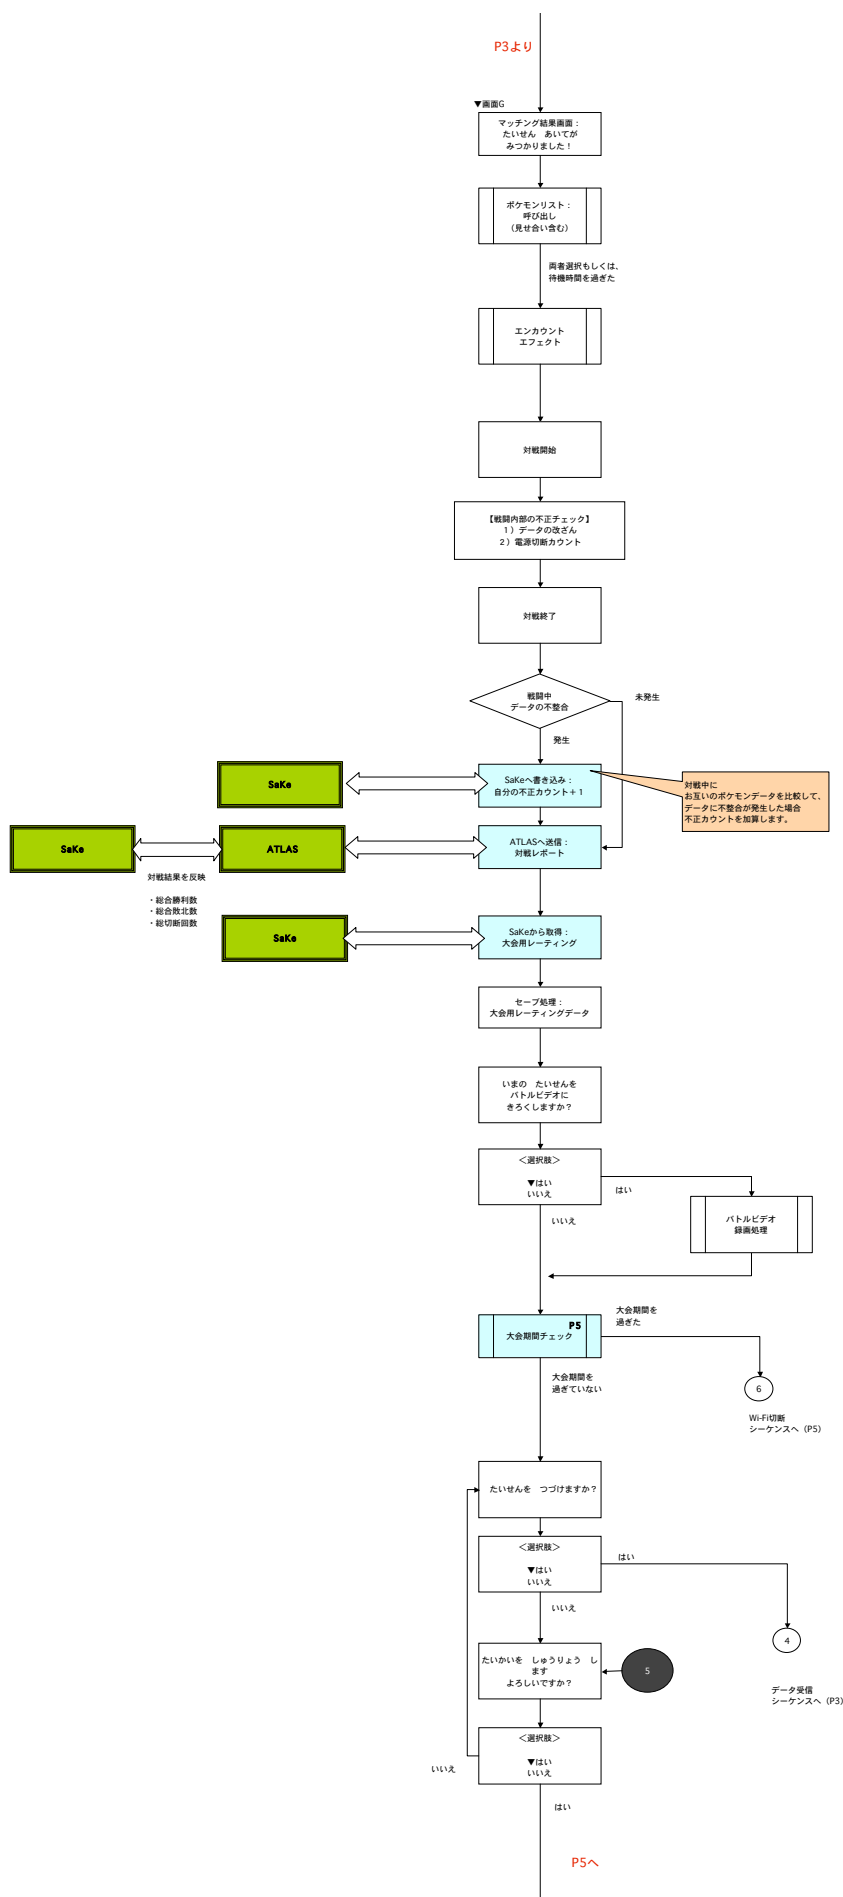 P3より
▼画面G
マッチング結果画面：
たいせん　あいてが
みつかりました！
ポケモンリスト：
呼び出し
（見せ合い含む）
両者選択もしくは、
待機時間を過ぎた
エンカウント
エフェクト
対戦開始
【戦闘内部の不正チェック】
１）データの改ざん
２）電源切断カウント
対戦終了
戦闘中
データの不整合
未発生
発生
SaKe
SaKeへ書き込み：
自分の不正カウント＋１
対戦中に
お互いのポケモンデータを比較して、
データに不整合が発生した場合
不正カウントを加算します。
SaKe
ATLAS
ATLASへ送信：
対戦レポート
対戦結果を反映
・総合勝利数
・総合敗北数
・総切断回数
SaKe
SaKeから取得：
大会用レーティング
セーブ処理：
大会用レーティングデータ
いまの　たいせんを
バトルビデオに
きろくしますか？
＜選択肢＞
▼はい
いいえ
はい
いいえ
バトルビデオ
録画処理
P5
大会期間チェック
大会期間を
過ぎた
大会期間を
過ぎていない
6
Wi-Fi切断
シーケンスへ（P5）
たいせんを　つづけますか？
＜選択肢＞
▼はい
いいえ
はい
いいえ
4
データ受信
シーケンスへ（P3）
たいかいを　しゅうりょう　し
ます
よろしいですか？
5
＜選択肢＞
▼はい
いいえ
いいえ
はい
P5へ